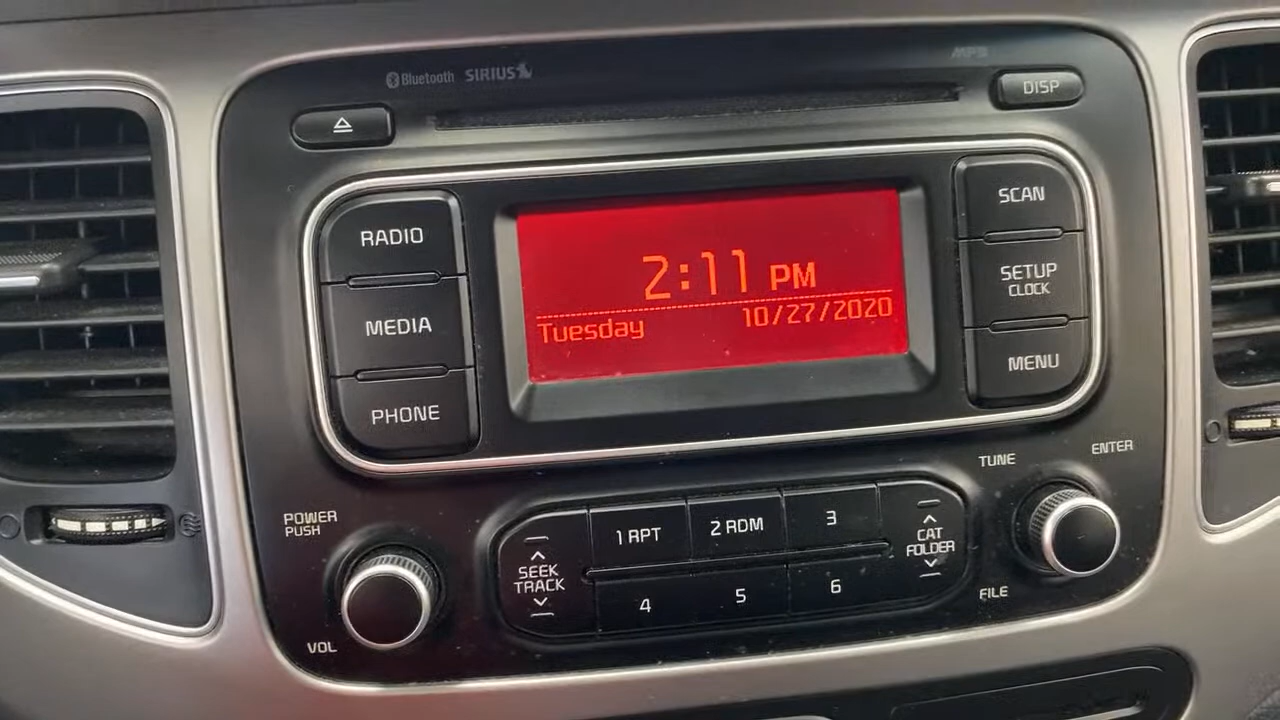 Bluetooth SIRIUS
MP3
DISP
RADIO
MEDIA
PHONE
2:11 PM
Tuesday 10/27/2020
SCAN
SETUP
CLOCK
MENU
POWER
PUSH
VOL
SEEK
TRACK
1 RPT
2 RDM
3
4
5
6
CAT
FOLDER
TUNE
ENTER
FILE